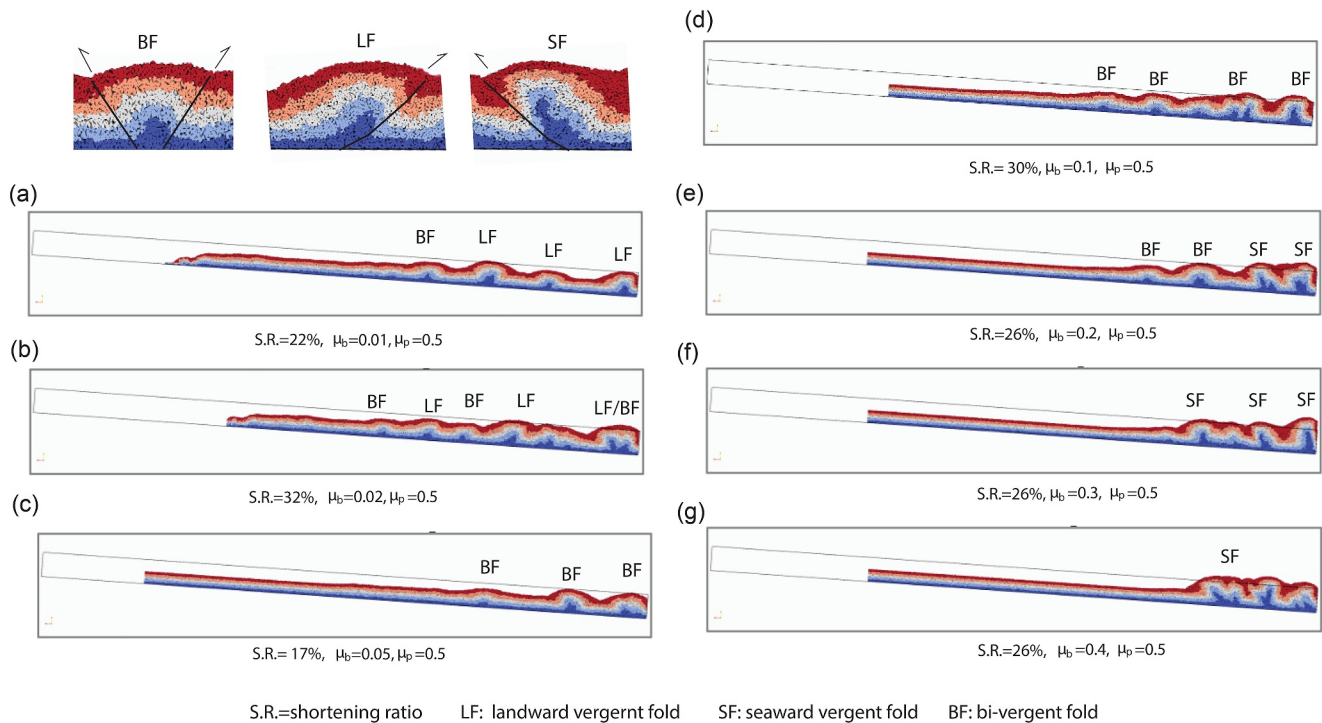 BF LF SF
(a)
BF LF LF LF
S.R.=22%, μb=0.01, μp=0.5
(b)
BF LF BF LF LF/BF
S.R.=32%, μb=0.02, μp=0.5
(c)
BF BF BF
S.R.= 17%, μb=0.05, μp=0.5
(d)
BF BF BF BF
S.R.= 30%, μb=0.1, μp=0.5
(e)
BF BF SF SF
S.R.=26%, μb=0.2, μp=0.5
(f)
SF SF SF
S.R.=26%, μb=0.3, μp=0.5
(g)
SF
S.R.=26%, μb=0.4, μp=0.5
S.R.=shortening ratio LF: landward vergernt fold SF: seaward vergent fold BF: bi-vergent fold